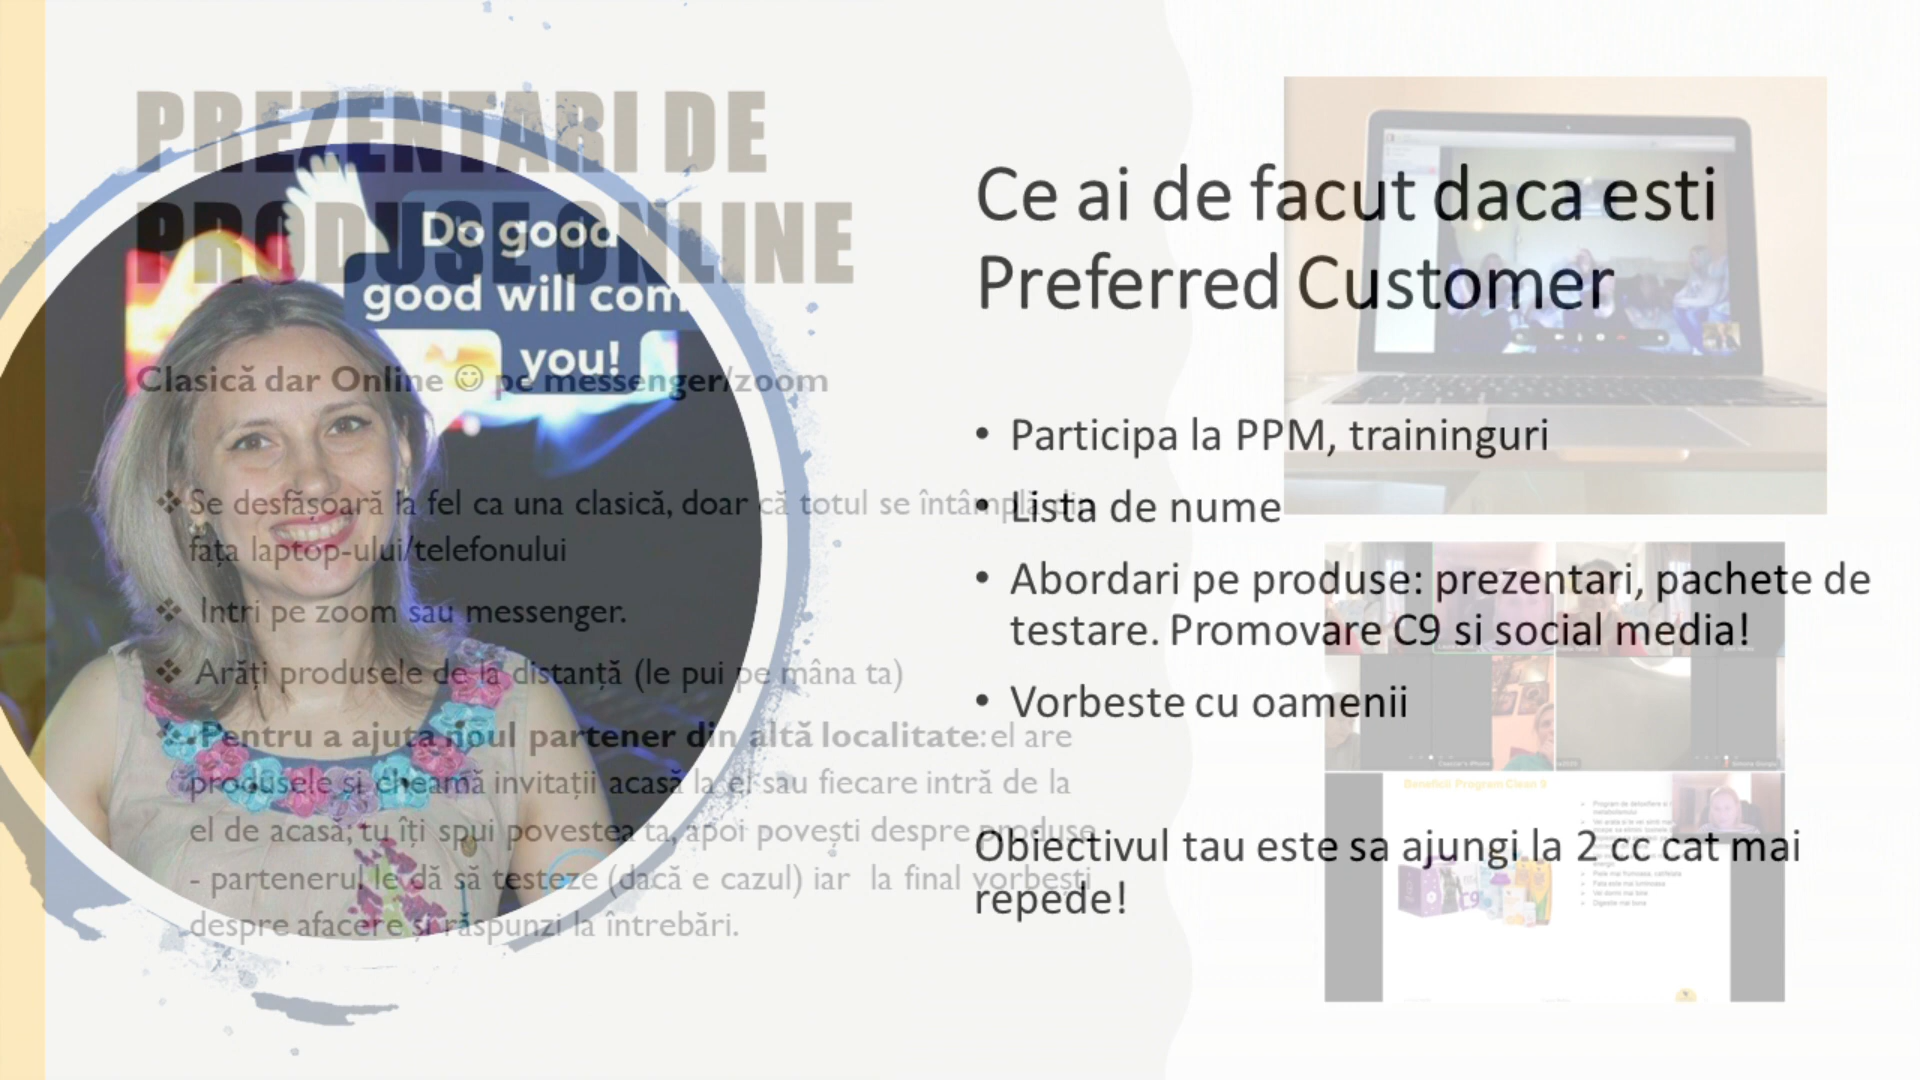 PREZENTARI DE
PRODUSE ONLINE
Clasică dar Online pe messenger/zoom
Se desfășoară la fel ca una clasică, doar că totul se întâmplă din
fața laptop-ului/telefonului
Intri pe zoom sau messenger.
Arăți produsele de la distanță (le pui pe mâna ta)
Pentru a ajuta noul partener din altă localitate: el are
produsele și cheamă invitații acasă la el sau fiecare intră de la
el de acasă; tu îți spui povestea ta, apoi povești despre produse
- partenerul le dă să testeze (dacă e cazul) iar la final vorbești
despre afacere și răspunzi la întrebări.
Do good
good will com
you!
Ce ai de facut daca esti
Preferred Customer
• Participa la PPM, traininguri
• Lista de nume
• Abordari pe produse: prezentari, pachete de
testare. Promovare C9 si social media!
• Vorbeste cu oamenii
Obiectivul tau este sa ajungi la 2 cc cat mai
repede!
Beneficii Program Clean 9
C9